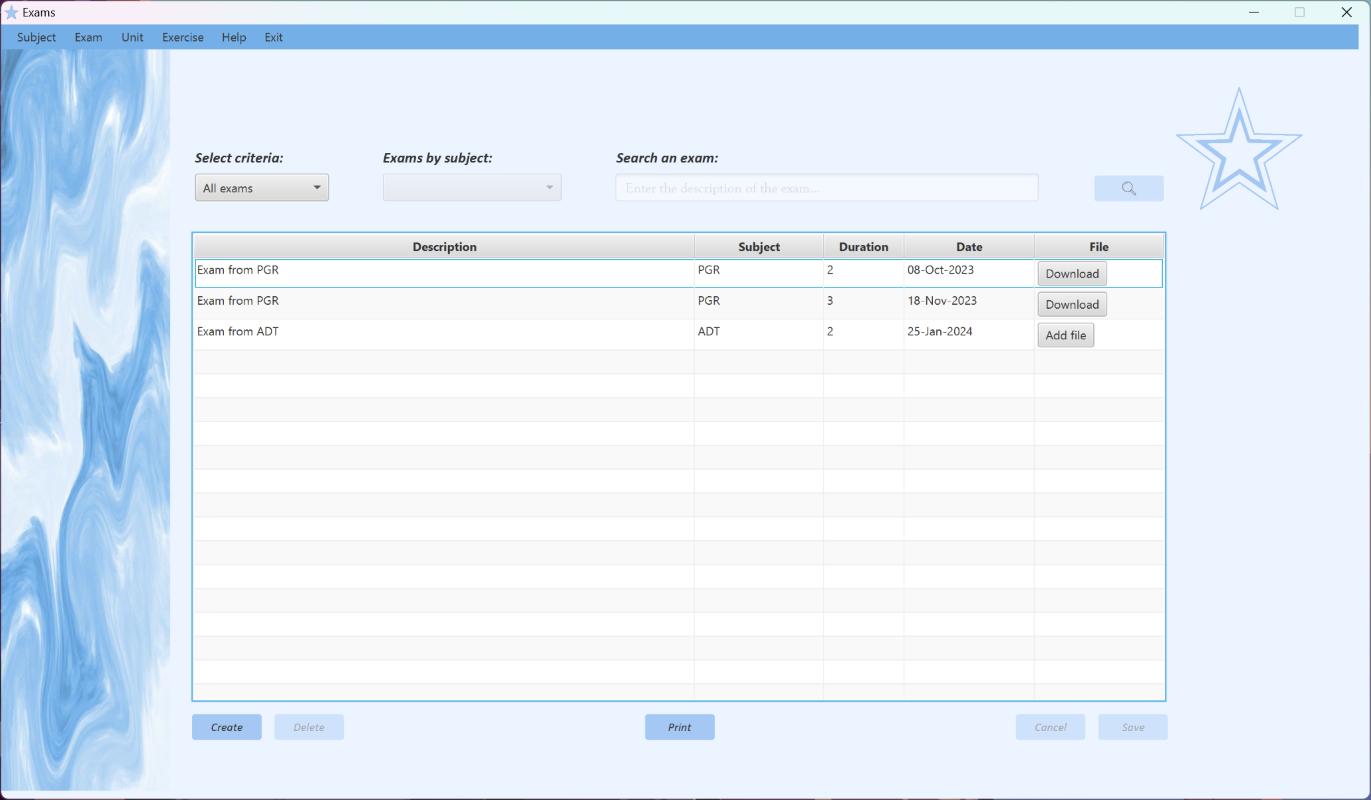 Exams
Subject Exam Unit Exercise Help Exit
Select criteria: Exams by subject: Search an exam:
All exams Enter the description of the exam...
Description Subject Duration Date File
Exam from PGR PGR 2 08-Oct-2023 Download
Exam from PGR PGR 3 18-Nov-2023 Download
Exam from ADT ADT 2 25-Jan-2024 Add file
Create Delete Print Cancel Save